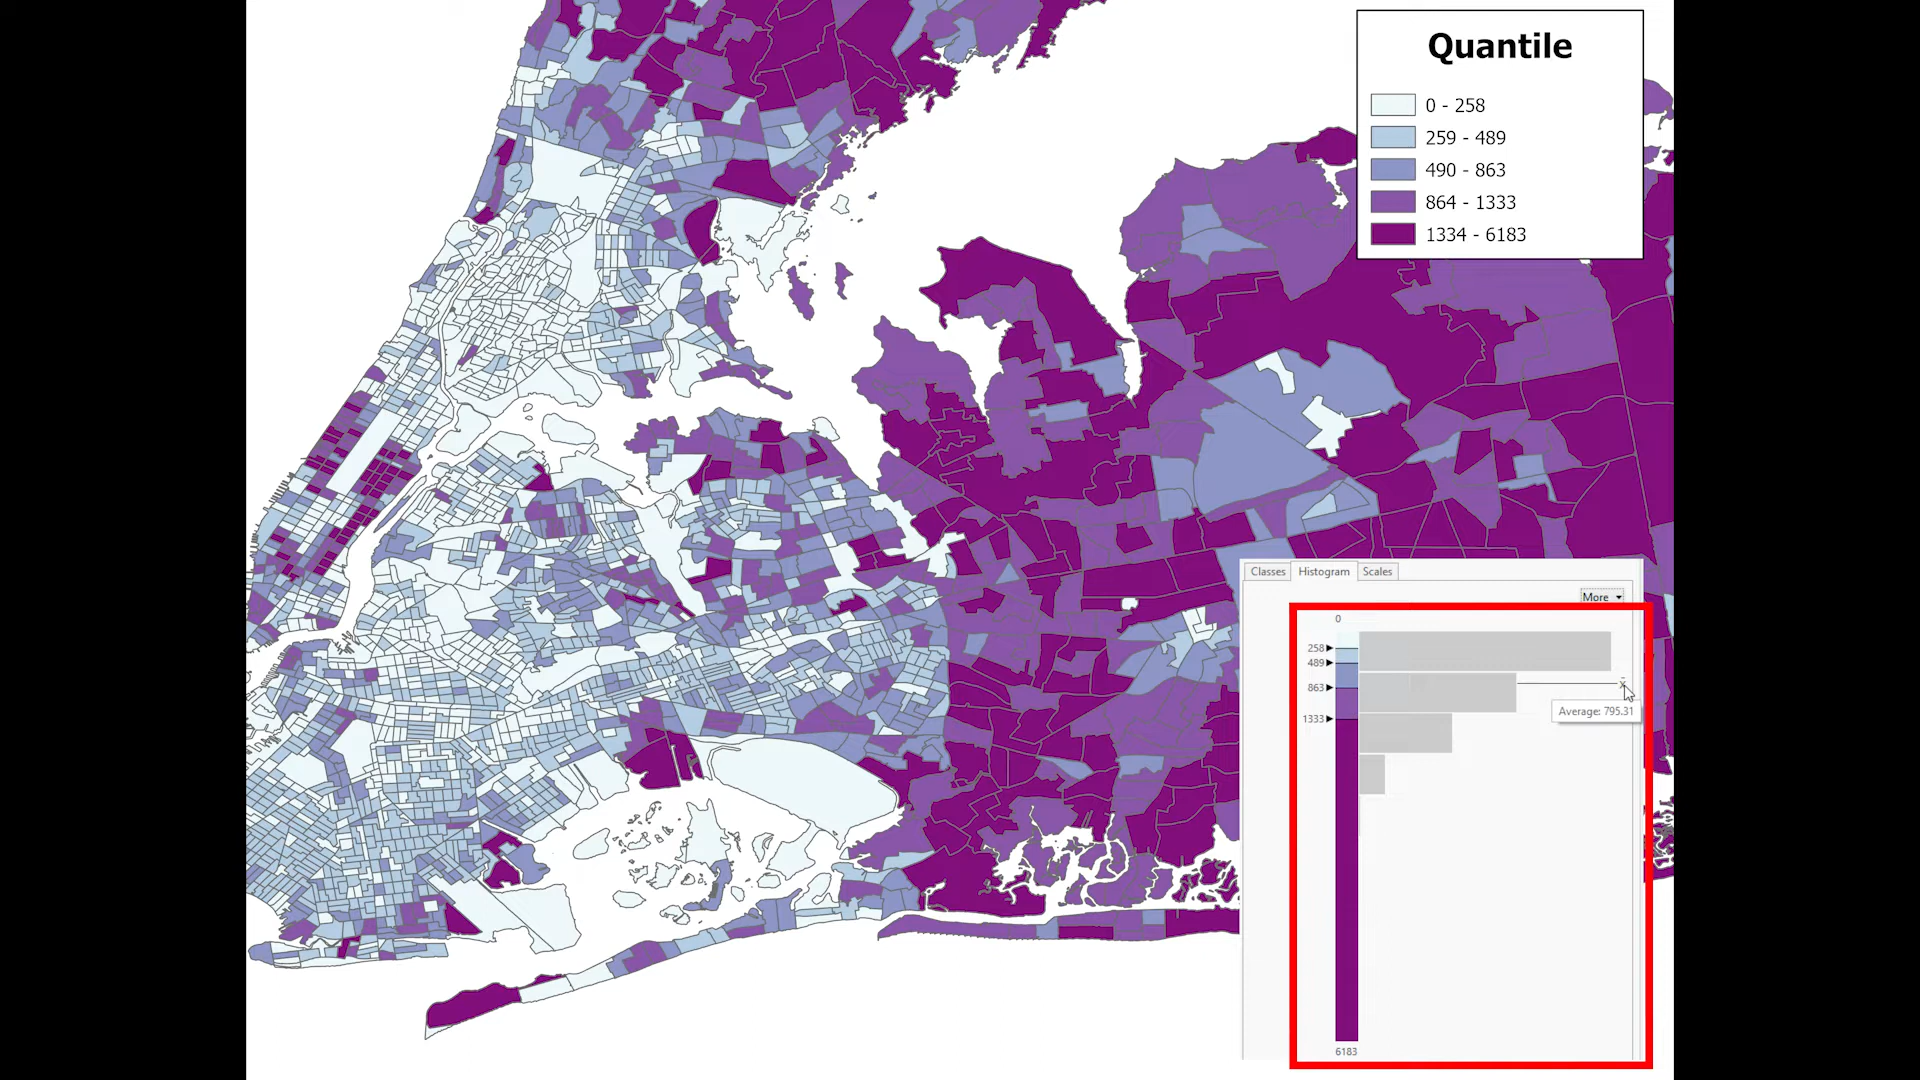 Quantile
0 - 258
259 - 489
490 - 863
864 - 1333
1334 - 6183
Classes Histogram Scales
More
0
258
489
x̄
863
Average: 795.31
1333
6183